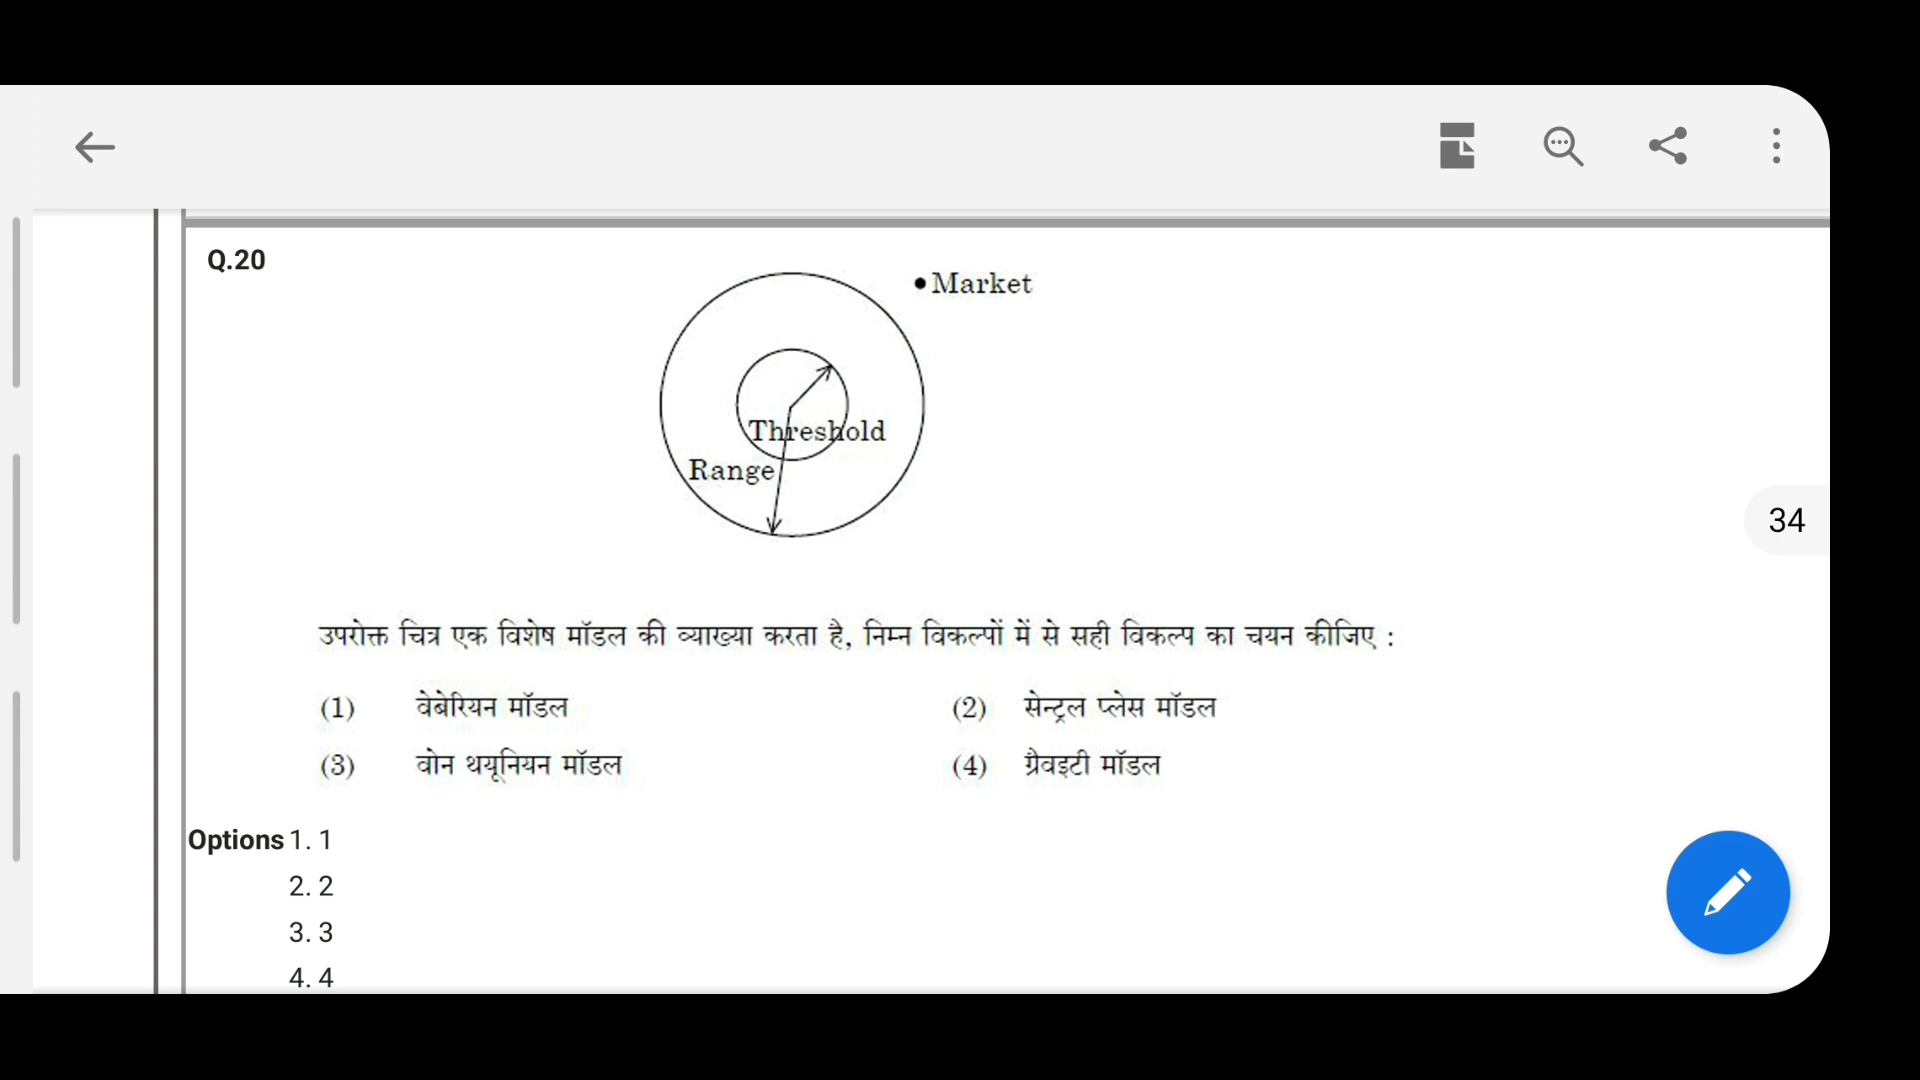 Q.20
•Market
Threshold
Range
34
उपरोक्त चित्र एक विशेष मॉडल की व्याख्या करता है, निम्न विकल्पों में से सही विकल्प का चयन कीजिए :
(1) वेबेरियन मॉडल (2) सेन्ट्रल प्लेस मॉडल
(3) वोन थयूनियन मॉडल (4) ग्रैवइटी मॉडल
Options 1. 1
2. 2
3. 3
4. 4